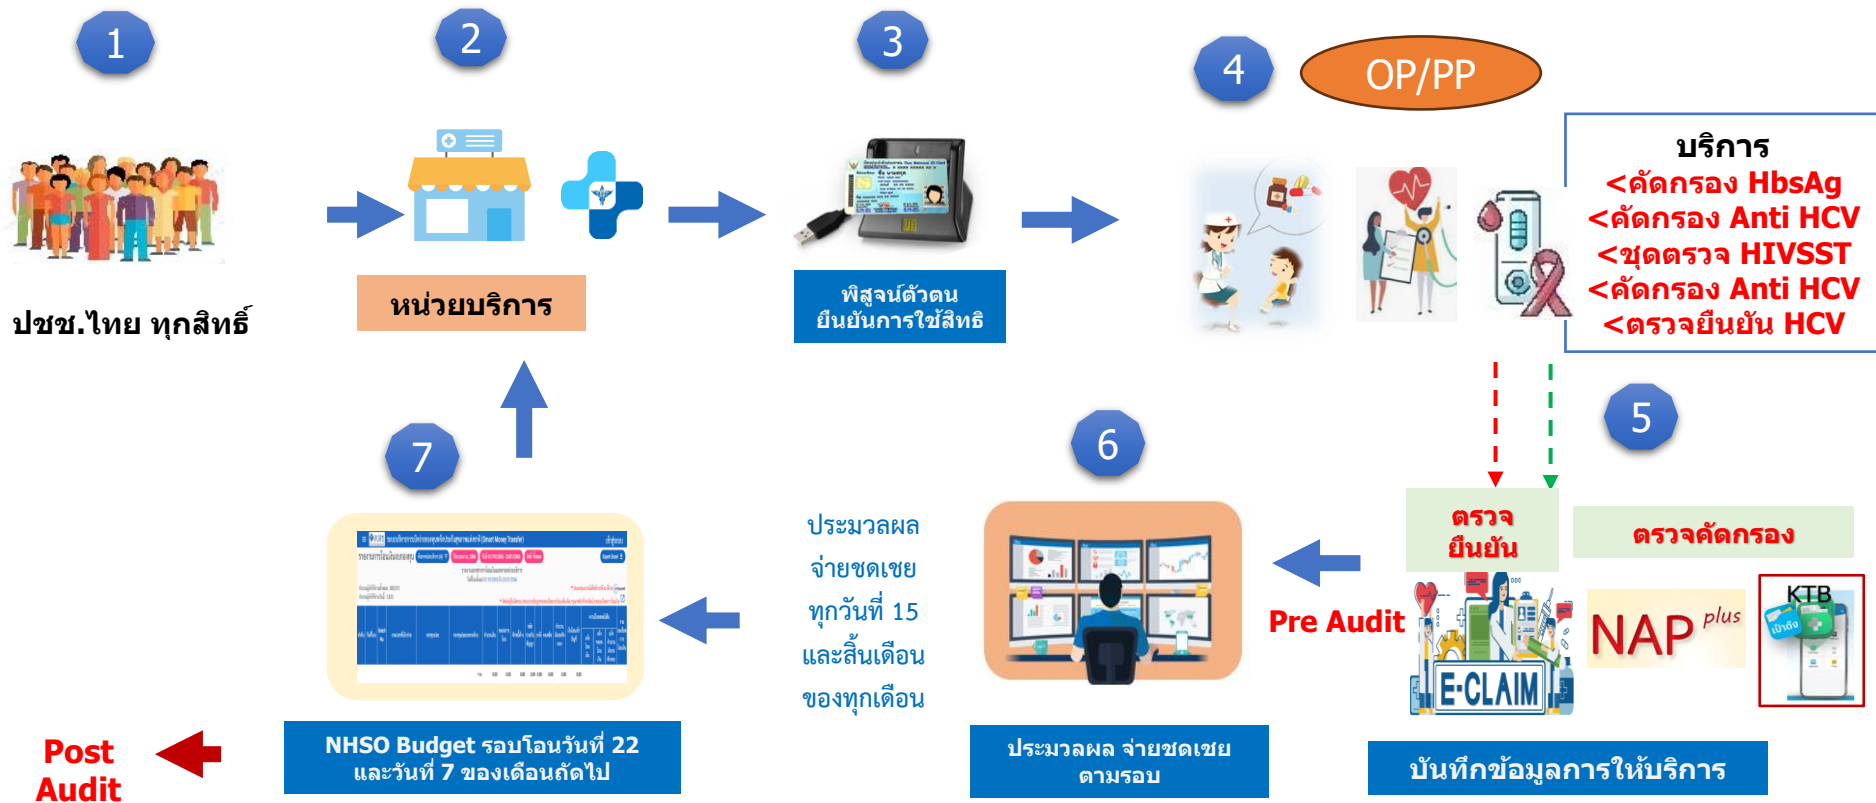 1
2
3
4
OP/PP
บริการ
<คัดกรอง HbsAg
<คัดกรอง Anti HCV
<ชุดตรวจ HIVSST
<คัดกรอง Anti HCV
<ตรวจยืนยัน HCV
ปชช.ไทย ทุกสิทธิ์
หน่วยบริการ
พิสูจน์ตัวตน
ยืนยันการใช้สิทธิ
5
ตรวจ
ยืนยัน
ตรวจคัดกรอง
E-CLAIM
NAP plus
KTB
เป๋าตัง
บันทึกข้อมูลการให้บริการ
Pre Audit
6
ประมวลผล จ่ายชดเชย
ตามรอบ
ประมวลผล
จ่ายชดเชย
ทุกวันที่ 15
และสิ้นเดือน
ของทุกเดือน
7
(Smart Money Transfer)
NHSO Budget รอบโอนวันที่ 22
และวันที่ 7 ของเดือนถัดไป
Post
Audit